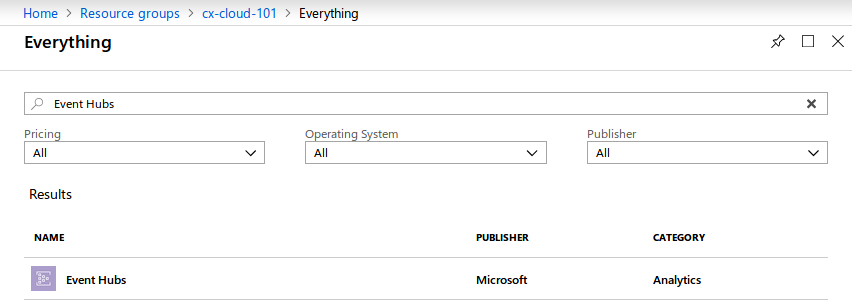 Home > Resource groups > cx-cloud-101 > Everything
Everything
Event Hubs
Pricing Operating System Publisher
All All All
Results
NAME PUBLISHER CATEGORY
Event Hubs Microsoft Analytics